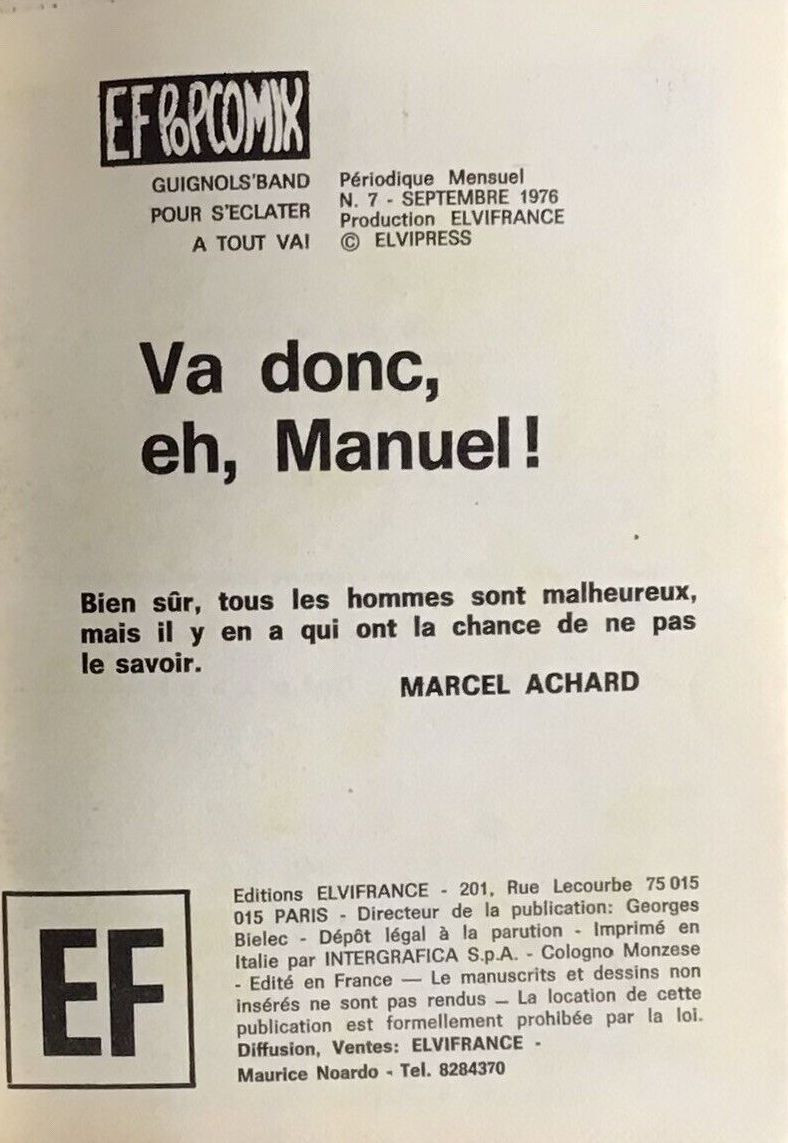 EF POPCOMIX
GUIGNOLS'BAND
POUR S'ECLATER
A TOUT VA!
Périodique Mensuel
N. 7 - SEPTEMBRE 1976
Production ELVIFRANCE
© ELVIPRESS
Va donc,
eh, Manuel!
Bien sûr, tous les hommes sont malheureux,
mais il y en a qui ont la chance de ne pas
le savoir.
MARCEL ACHARD
EF
Editions ELVIFRANCE - 201, Rue Lecourbe 75 015
015 PARIS - Directeur de la publication: Georges
Bielec - Dépôt légal à la parution - Imprimé en
Italie par INTERGRAFICA S.p.A. - Cologno Monzese
- Edité en France — Le manuscrits et dessins non
insérés ne sont pas rendus — La location de cette
publication est formellement prohibée par la loi.
Diffusion, Ventes: ELVIFRANCE -
Maurice Noardo - Tel. 8284370